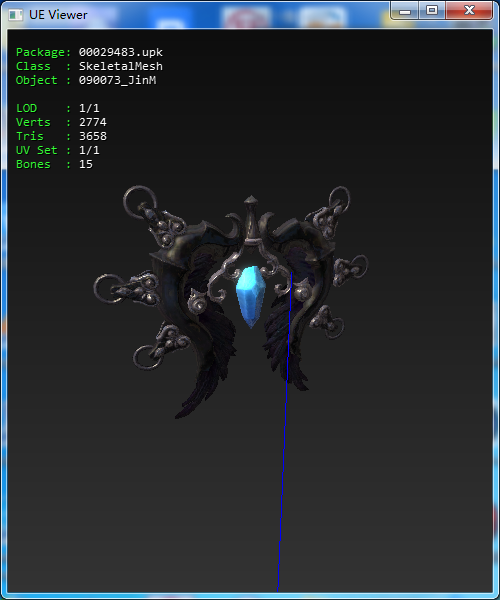 UE Viewer
Package: 00029483.upk
Class  : SkeletalMesh
Object : 090073_JinM
LOD    : 1/1
Verts  : 2774
Tris   : 3658
UV Set : 1/1
Bones  : 15